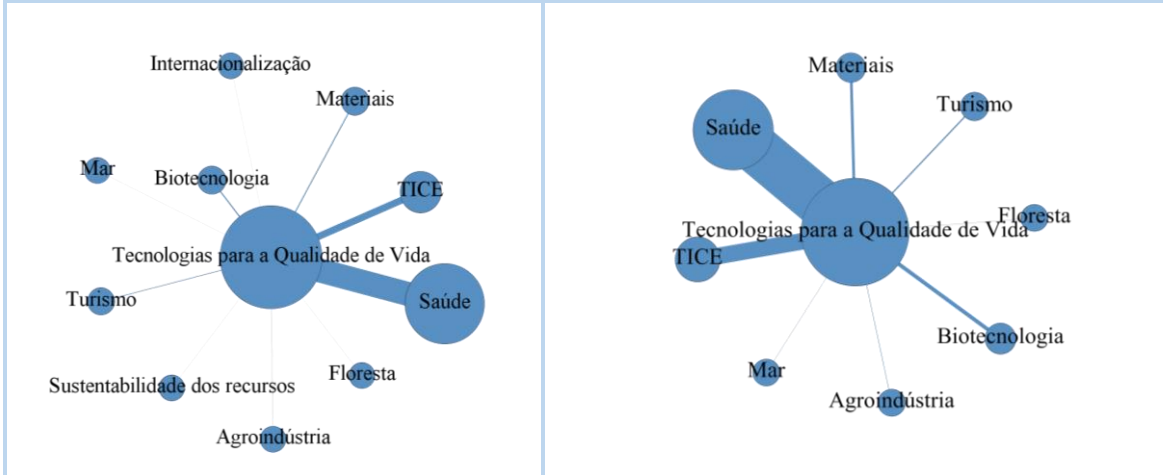 Internacionalização
Materiais
Mar
Biotecnologia
TICE
Tecnologias para a Qualidade de Vida
Turismo
Saúde
Sustentabilidade dos recursos
Floresta
Agroindústria
Materiais
Turismo
Saúde
Floresta
Tecnologias para a Qualidade de Vida
TICE
Biotecnologia
Mar
Agroindústria